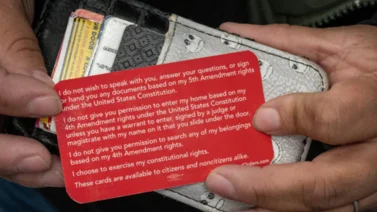 I do not wish to speak with you, answer your questions, or sign
or hand you any documents based on my 5th Amendment rights
under the United States Constitution.
I do not give you permission to enter my home based on my
4th Amendment rights under the United States Constitution
unless you have a warrant to enter, signed by a judge or
magistrate with my name on it that you slide under the door.
I do not give you permission to search any of my belongings
based on my 4th Amendment rights.
I choose to exercise my constitutional rights.
These cards are available to citizens and noncitizens alike.